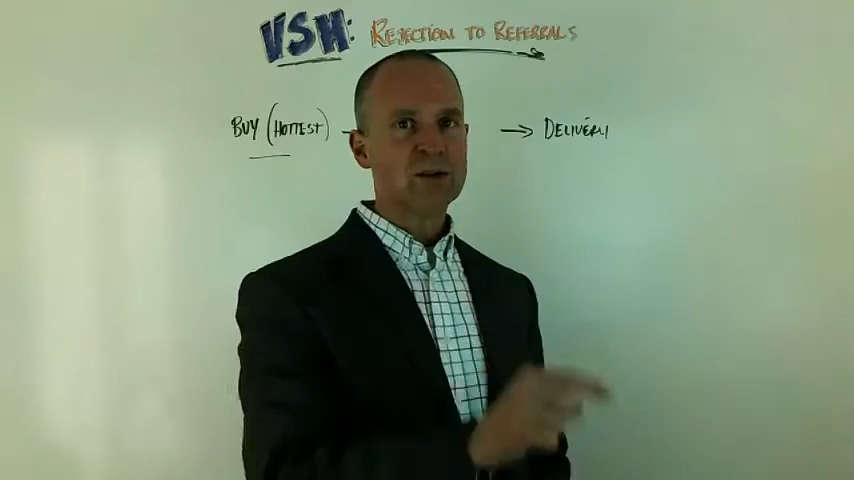 VSH: REJECTION TO REFERRALS
BUY (HOTTEST) → DELIVERY